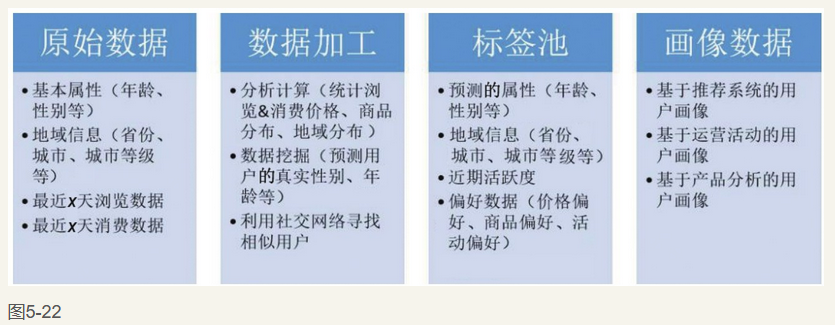 原始数据
•基本属性（年龄、
性别等）
•地域信息（省份、
城市、城市等级
等）
•最近x天浏览数据
•最近x天消费数据
数据加工
•分析计算（统计浏
览&消费价格、商品
分布、地域分布）
•数据挖掘（预测用
户的真实性别、年
龄等）
•利用社交网络寻找
相似用户
标签池
•预测的属性（年龄、
性别等）
•地域信息（省份、
城市、城市等级等）
•近期活跃度
•偏好数据（价格偏
好、商品偏好、活
动偏好）
画像数据
•基于推荐系统的用
户画像
•基于运营活动的用
户画像
•基于产品分析的用
户画像
图5-22